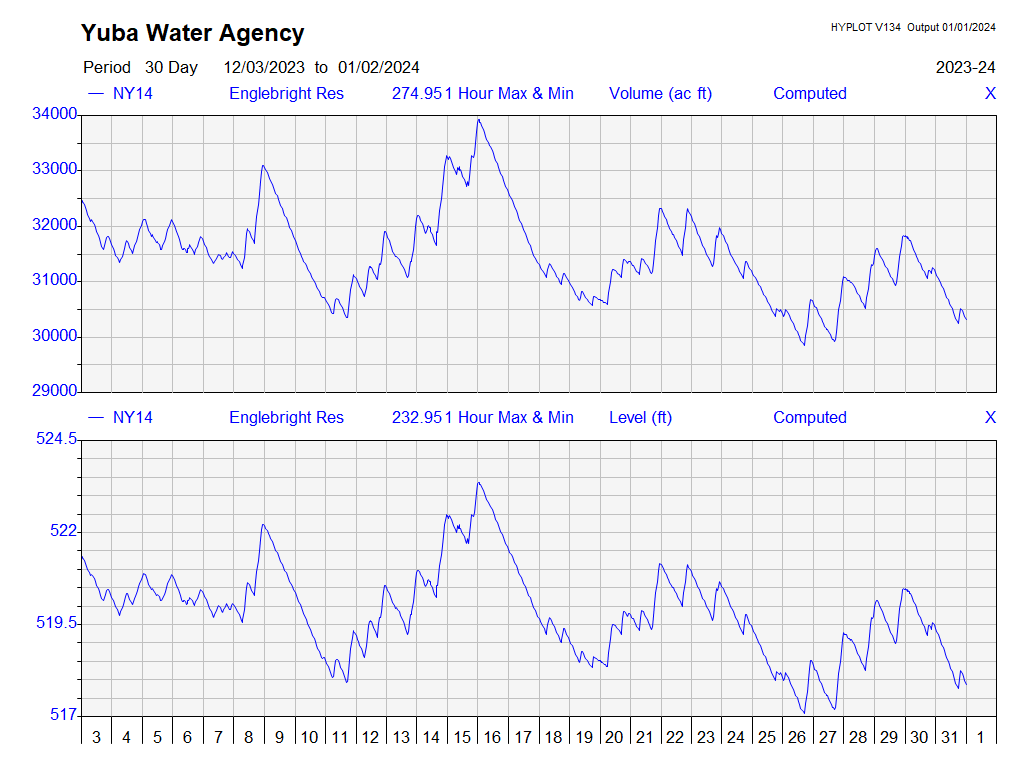 Yuba Water Agency
HYPLOT V134 Output 01/01/2024
Period 30 Day 12/03/2023 to 01/02/2024 2023-24
NY14 Englebright Res 274.95 1 Hour Max & Min Volume (ac ft) Computed X
34000
33000
32000
31000
30000
29000
NY14 Englebright Res 232.95 1 Hour Max & Min Level (ft) Computed X
524.5
522
519.5
517
3 4 5 6 7 8 9 10 11 12 13 14 15 16 17 18 19 20 21 22 23 24 25 26 27 28 29 30 31 1